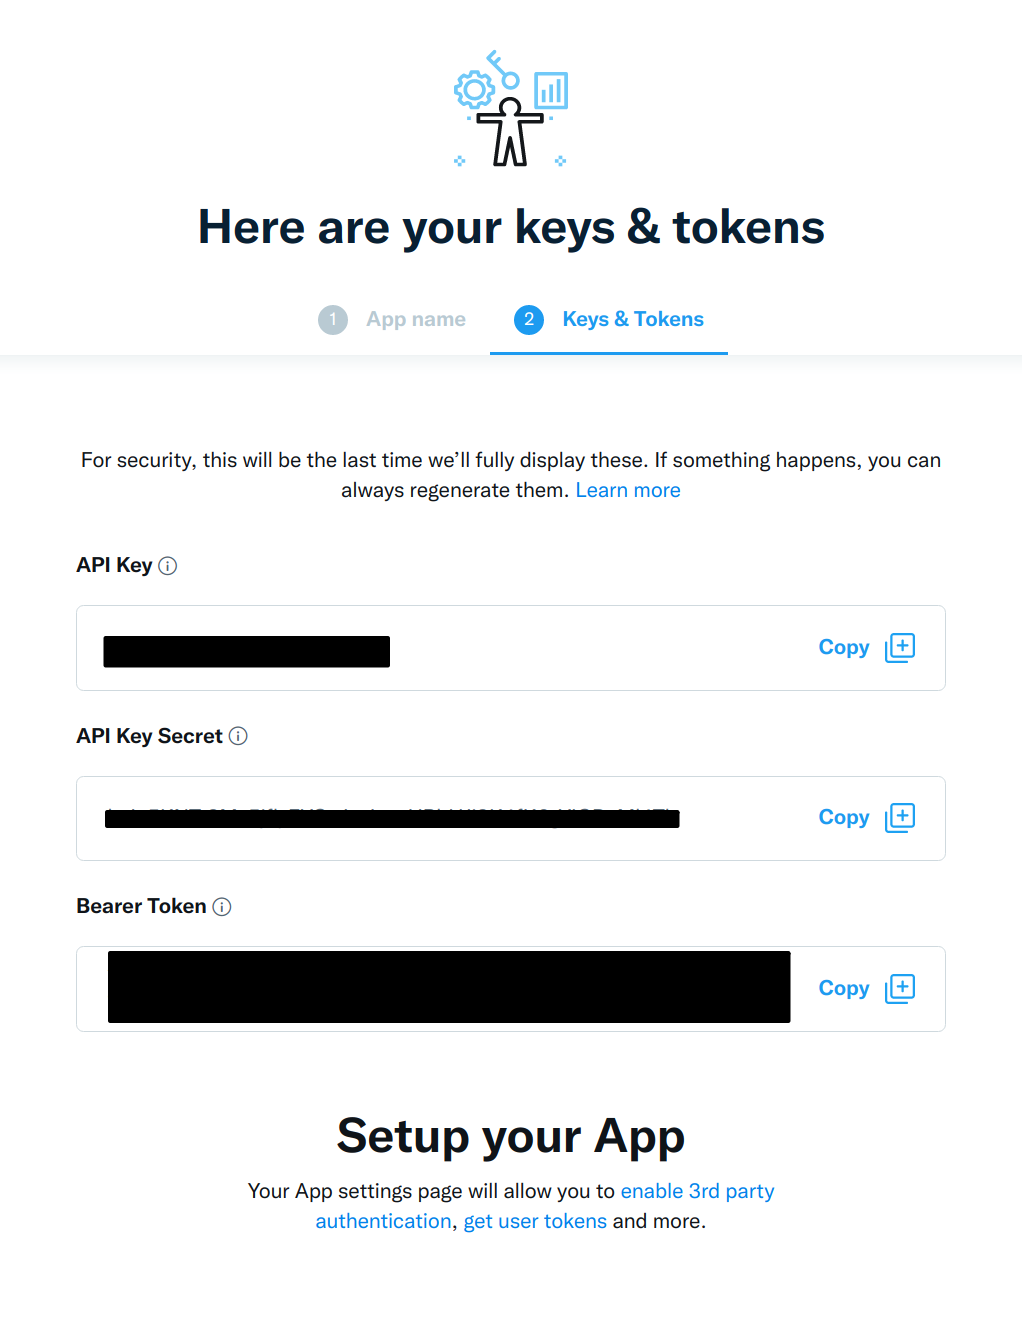 Here are your keys & tokens
1 App name 2 Keys & Tokens
For security, this will be the last time we’ll fully display these. If something happens, you can
always regenerate them. Learn more
API Key
Copy
API Key Secret
Copy
Bearer Token
Copy
Setup your App
Your App settings page will allow you to enable 3rd party
authentication, get user tokens and more.